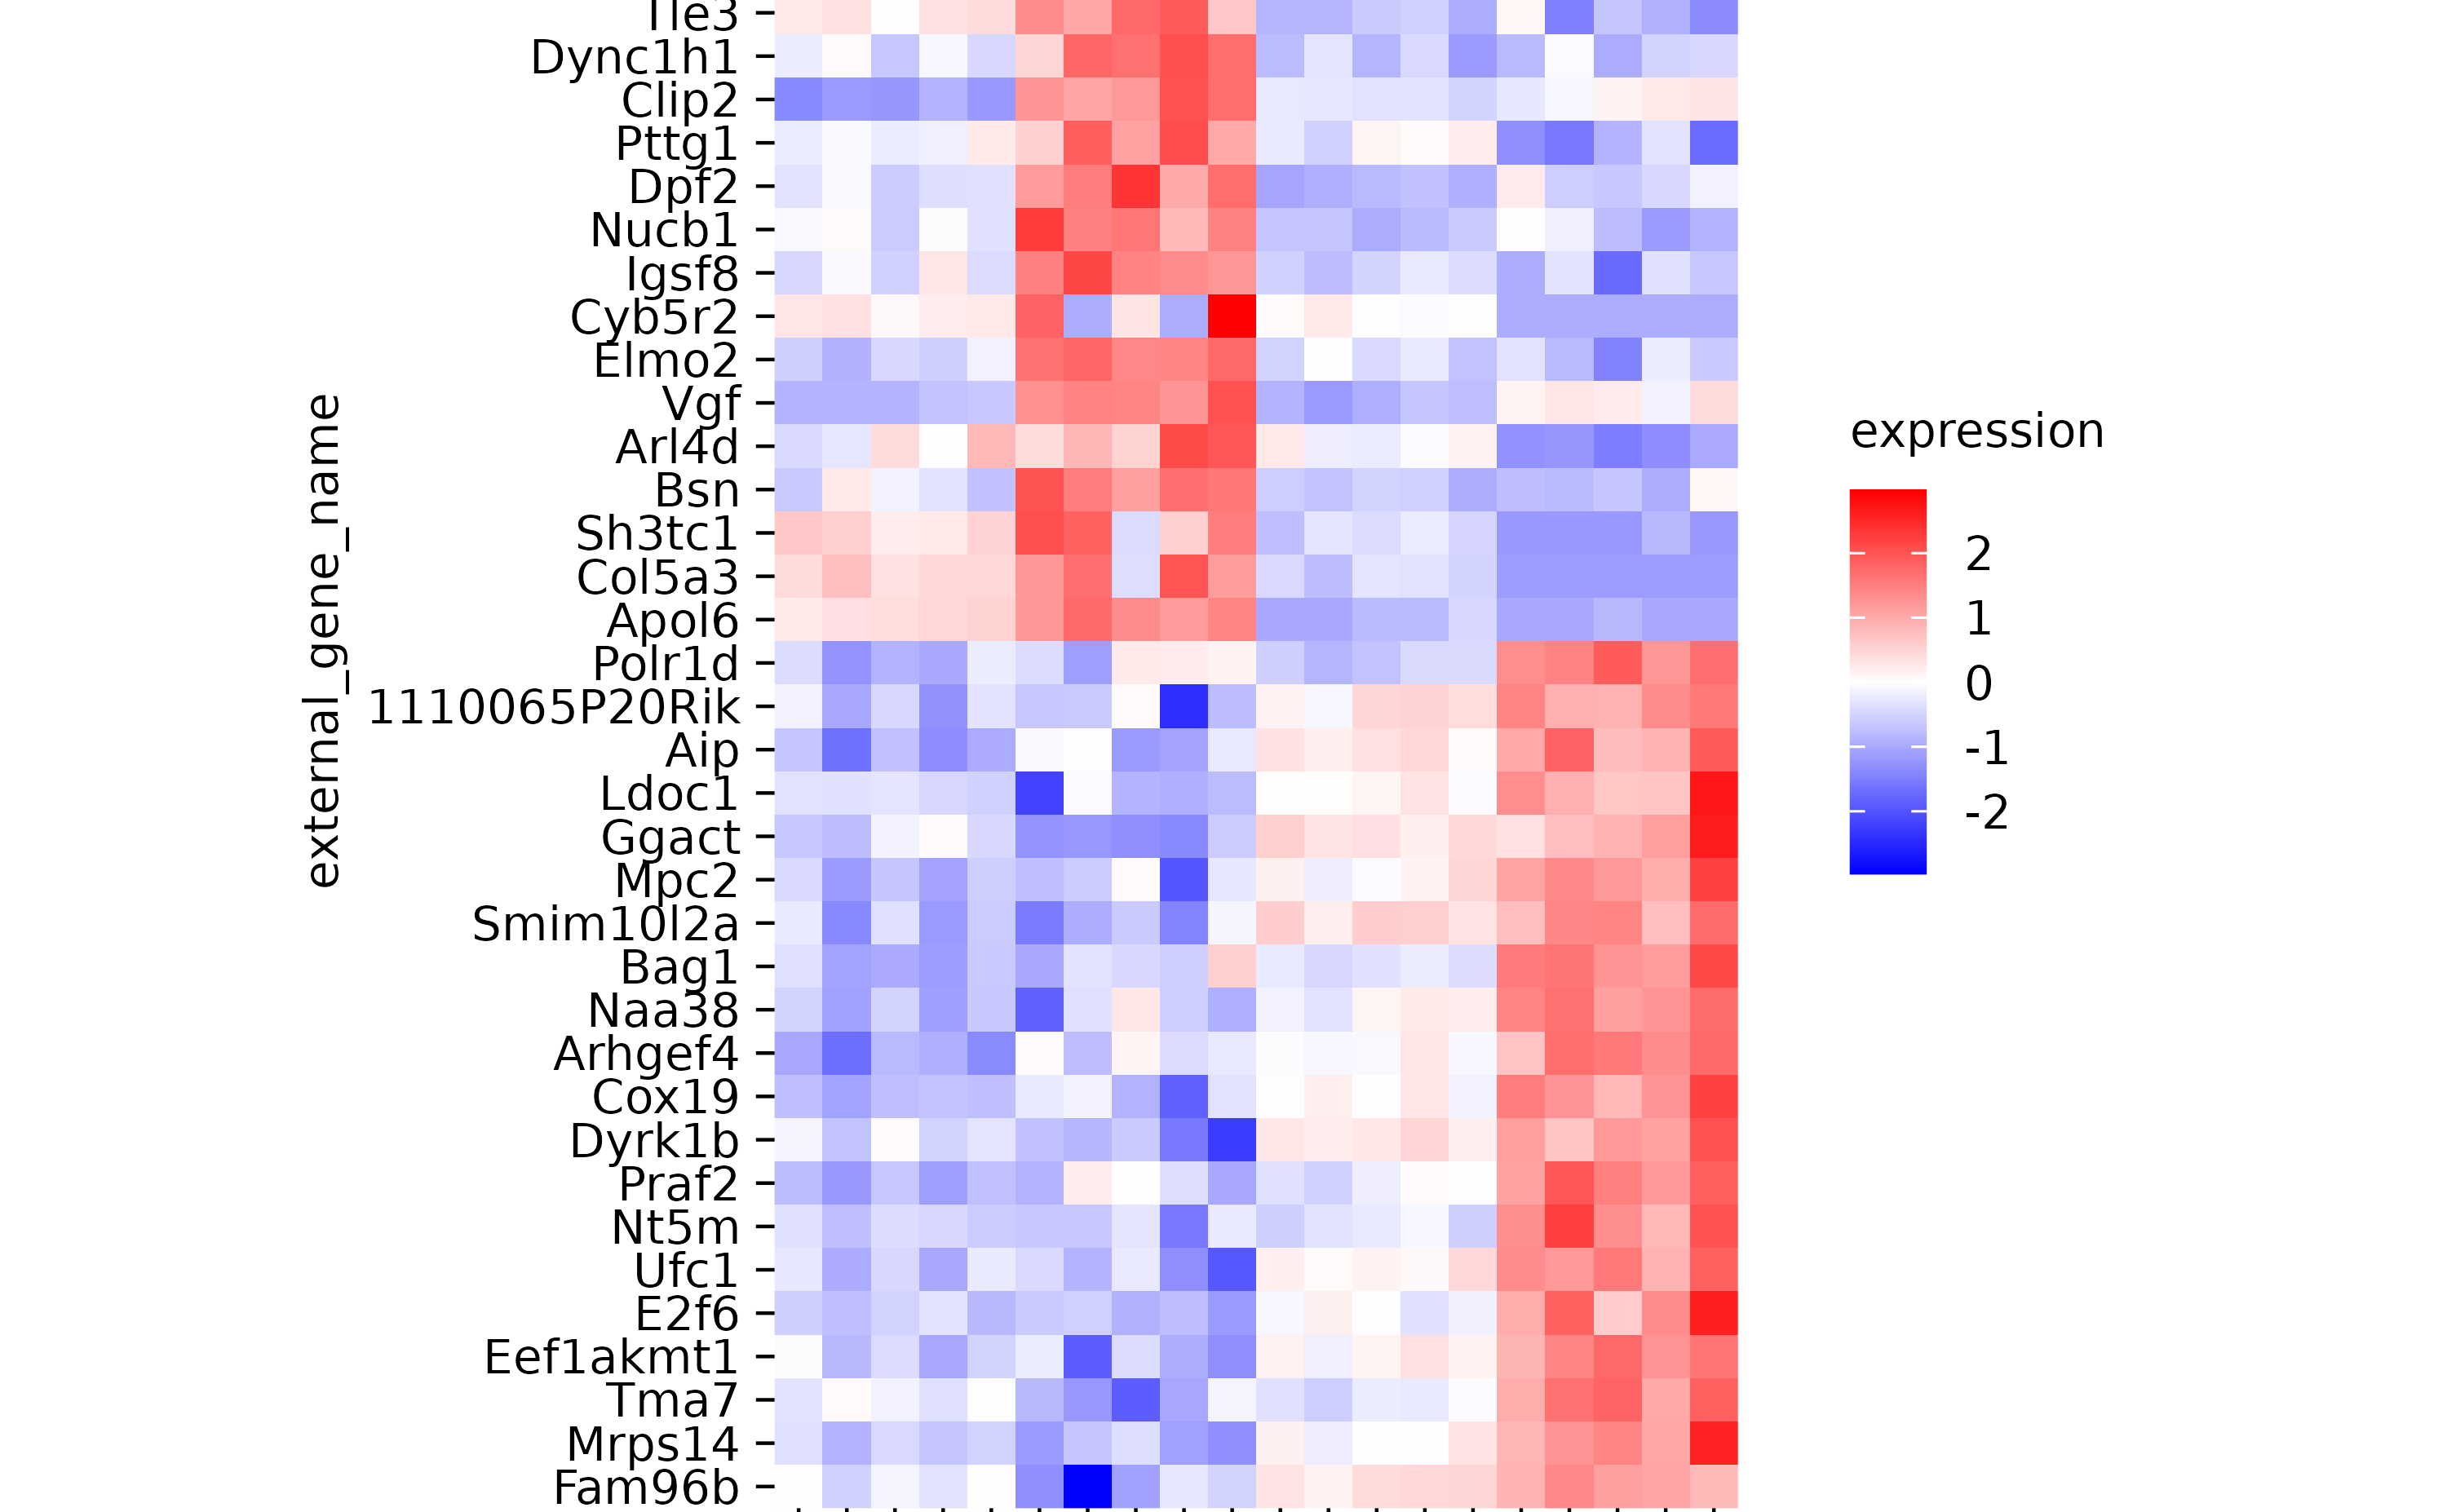 Tle3
Dync1h1
Clip2
Pttg1
Dpf2
Nucb1
Igsf8
Cyb5r2
Elmo2
Vgf
Arl4d
Bsn
Sh3tc1
Col5a3
Apol6
Polr1d
1110065P20Rik
Aip
Ldoc1
Ggact
Mpc2
Smim10l2a
Bag1
Naa38
Arhgef4
Cox19
Dyrk1b
Praf2
Nt5m
Ufc1
E2f6
Eef1akmt1
Tma7
Mrps14
Fam96b
external_gene_name
expression
2
1
0
-1
-2